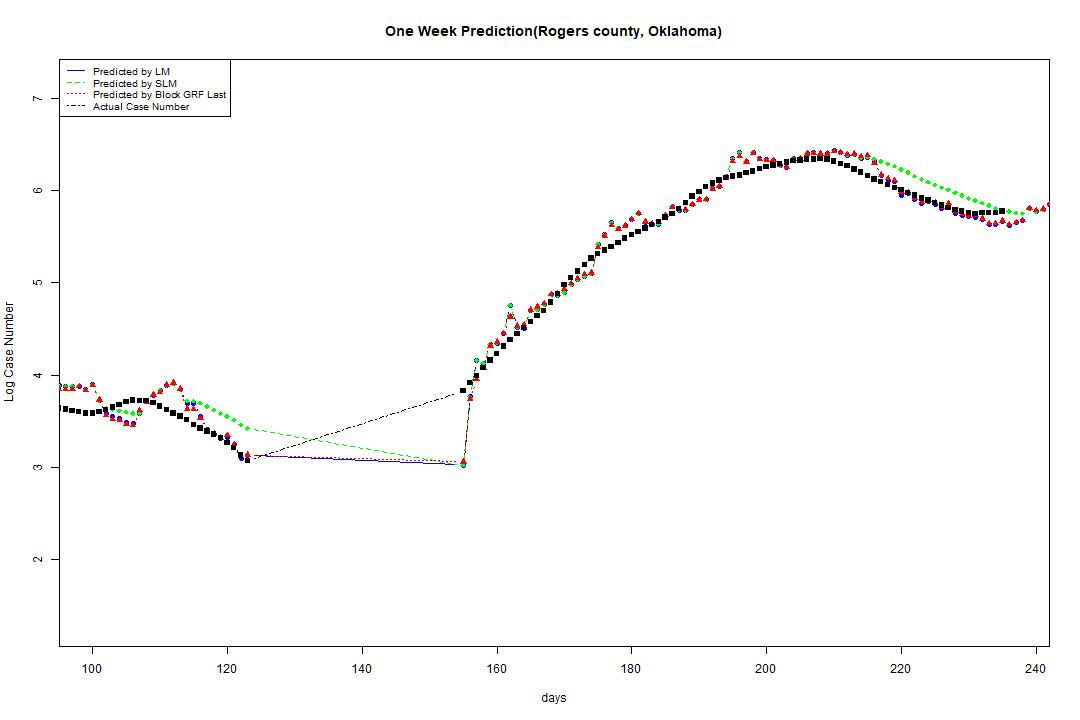 One Week Prediction(Rogers county, Oklahoma)
Predicted by LM
Predicted by SLM
Predicted by Block GRF Last
Actual Case Number
7
6
5
4
3
2
Log Case Number
100 120 140 160 180 200 220 240
days